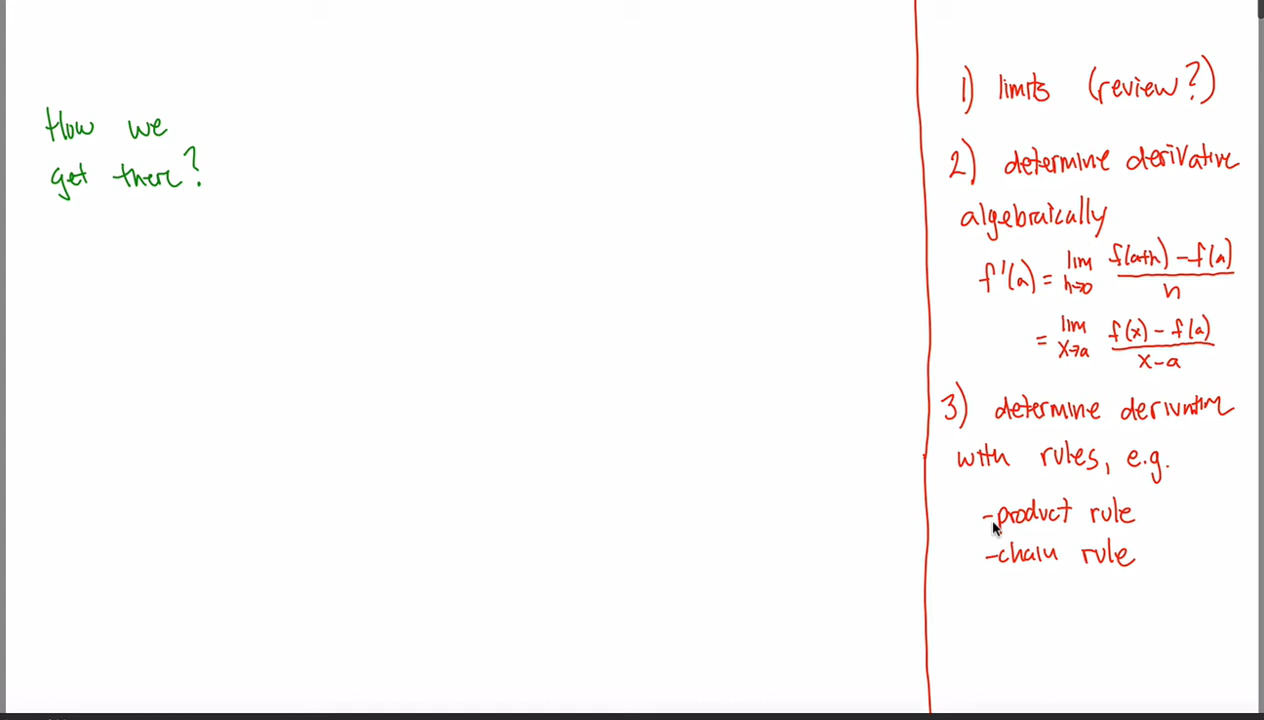 How we
get there?
1) limits (review?)
2) determine derivative
algebraically
f'(a) = lim h→0 f(a+h) - f(a) / h
= lim x→a f(x) - f(a) / x-a
3) determine derivative
with rules, e.g.
-product rule
-chain rule